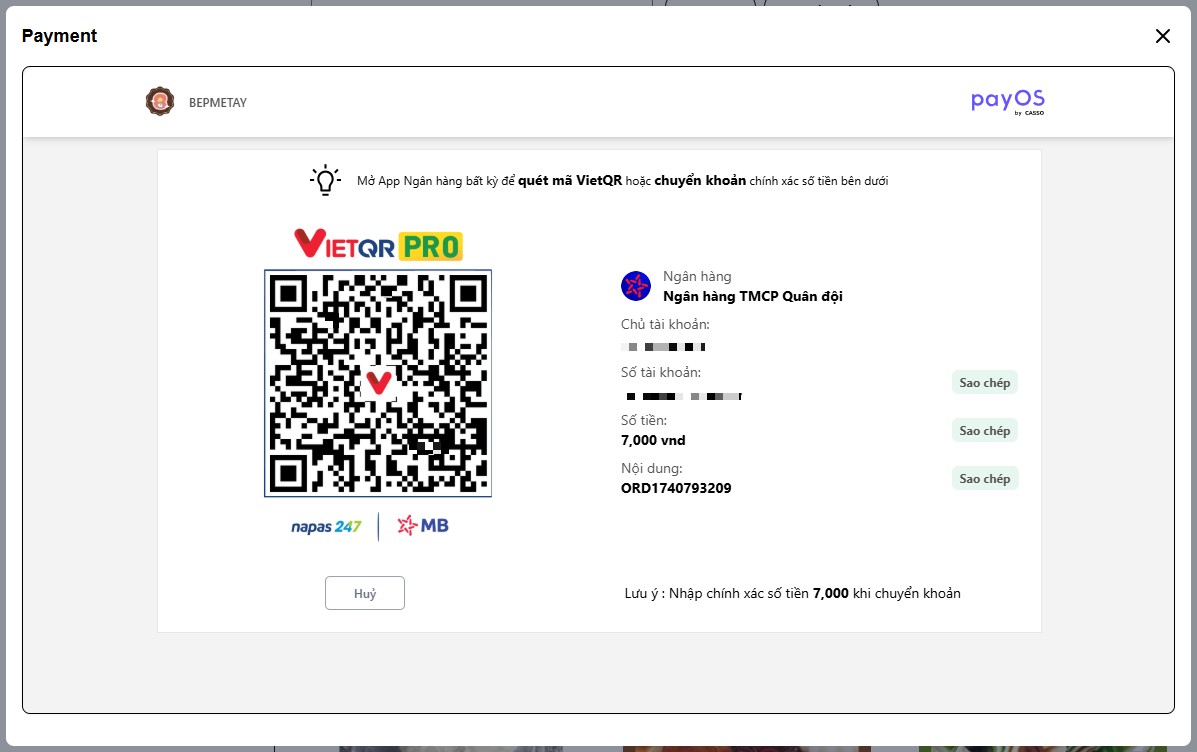 Payment
BEPMETAY
payOS
by CASSO
Mở App Ngân hàng bất kỳ để quét mã VietQR hoặc chuyển khoản chính xác số tiền bên dưới
VIETQR PRO
Ngân hàng
Ngân hàng TMCP Quân đội
Chủ tài khoản:
Số tài khoản:
Sao chép
Số tiền:
7,000 vnd
Sao chép
Nội dung:
ORD1740793209
Sao chép
napas 247
MB
Huỷ
Lưu ý : Nhập chính xác số tiền 7,000 khi chuyển khoản